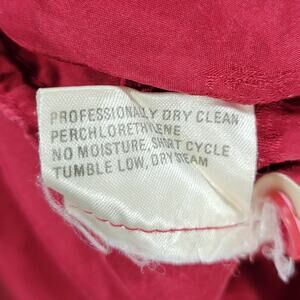 PROFESSIONALLY DRY CLEAN
PERCHLORETHYLENE
NO MOISTURE, SHORT CYCLE
TUMBLE LOW, DRY STEAM